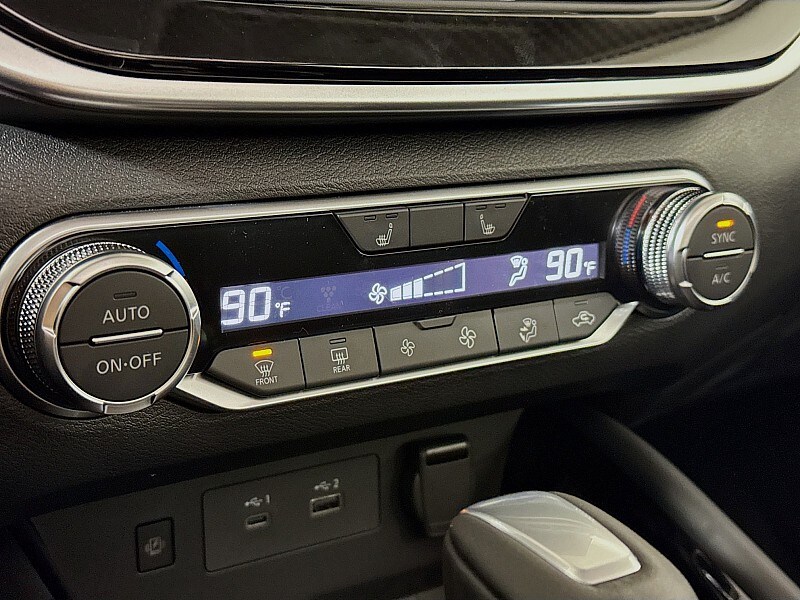 AUTO
ON·OFF
90°F
90°F
SYNC
A/C
FRONT
REAR
1
2